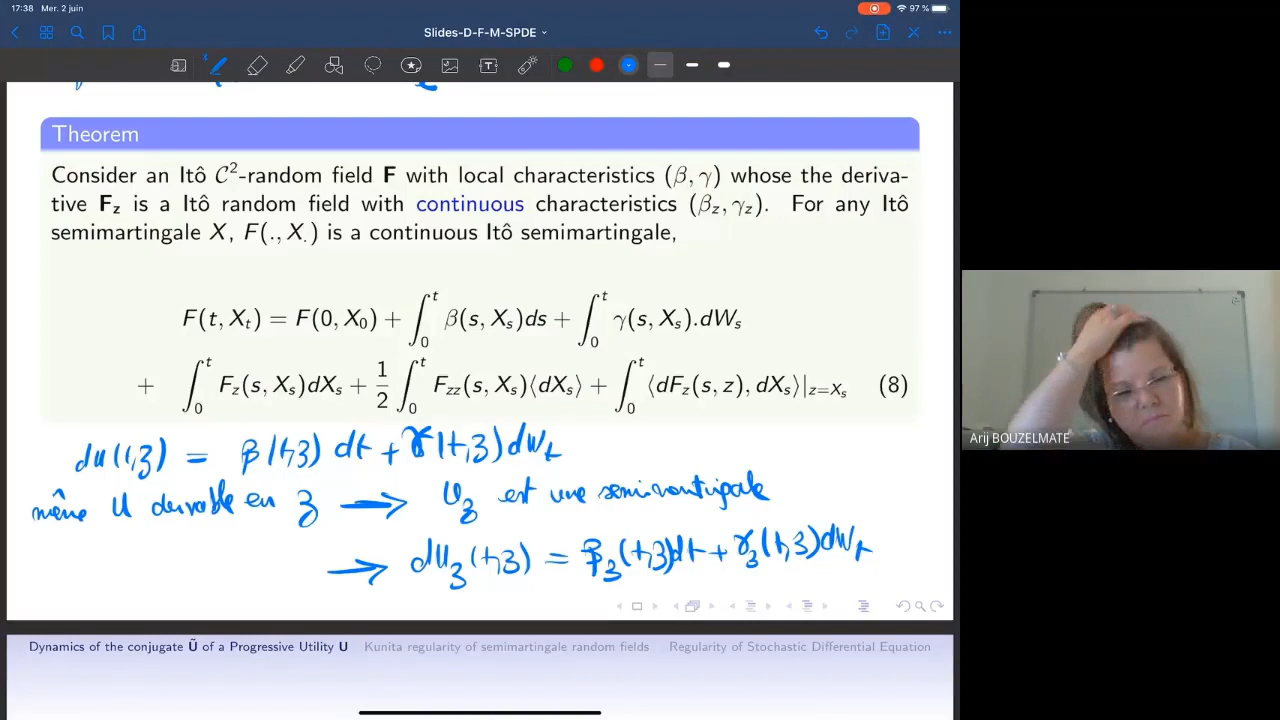 17:38 Mer. 2 juin
97 %
Slides-D-F-M-SPDE
Theorem
Consider an Itô 𝒞²-random field F with local characteristics (β, γ) whose the deriva-
tive F_z is a Itô random field with continuous characteristics (β_z, γ_z). For any Itô
semimartingale X, F(., X.) is a continuous Itô semimartingale,
F(t, X_t) = F(0, X_0) + ∫_0^t β(s, X_s)ds + ∫_0^t γ(s, X_s).dW_s
+ ∫_0^t F_z(s, X_s)dX_s + 1/2 ∫_0^t F_zz(s, X_s)⟨dX_s⟩ + ∫_0^t ⟨dF_z(s, z), dX_s⟩|_{z=X_s} (8)
du(t,z) = β(t,z) dt + γ(t,z) dW_t
même U derivable en z → U_z est une semimartigale
→ dU_z(t,z) = β_z(t,z)dt + γ_z(t,z)dW_t
Dynamics of the conjugate Ũ of a Progressive Utility U Kunita regularity of semimartingale random fields Regularity of Stochastic Differential Equation
Arij BOUZELMATE